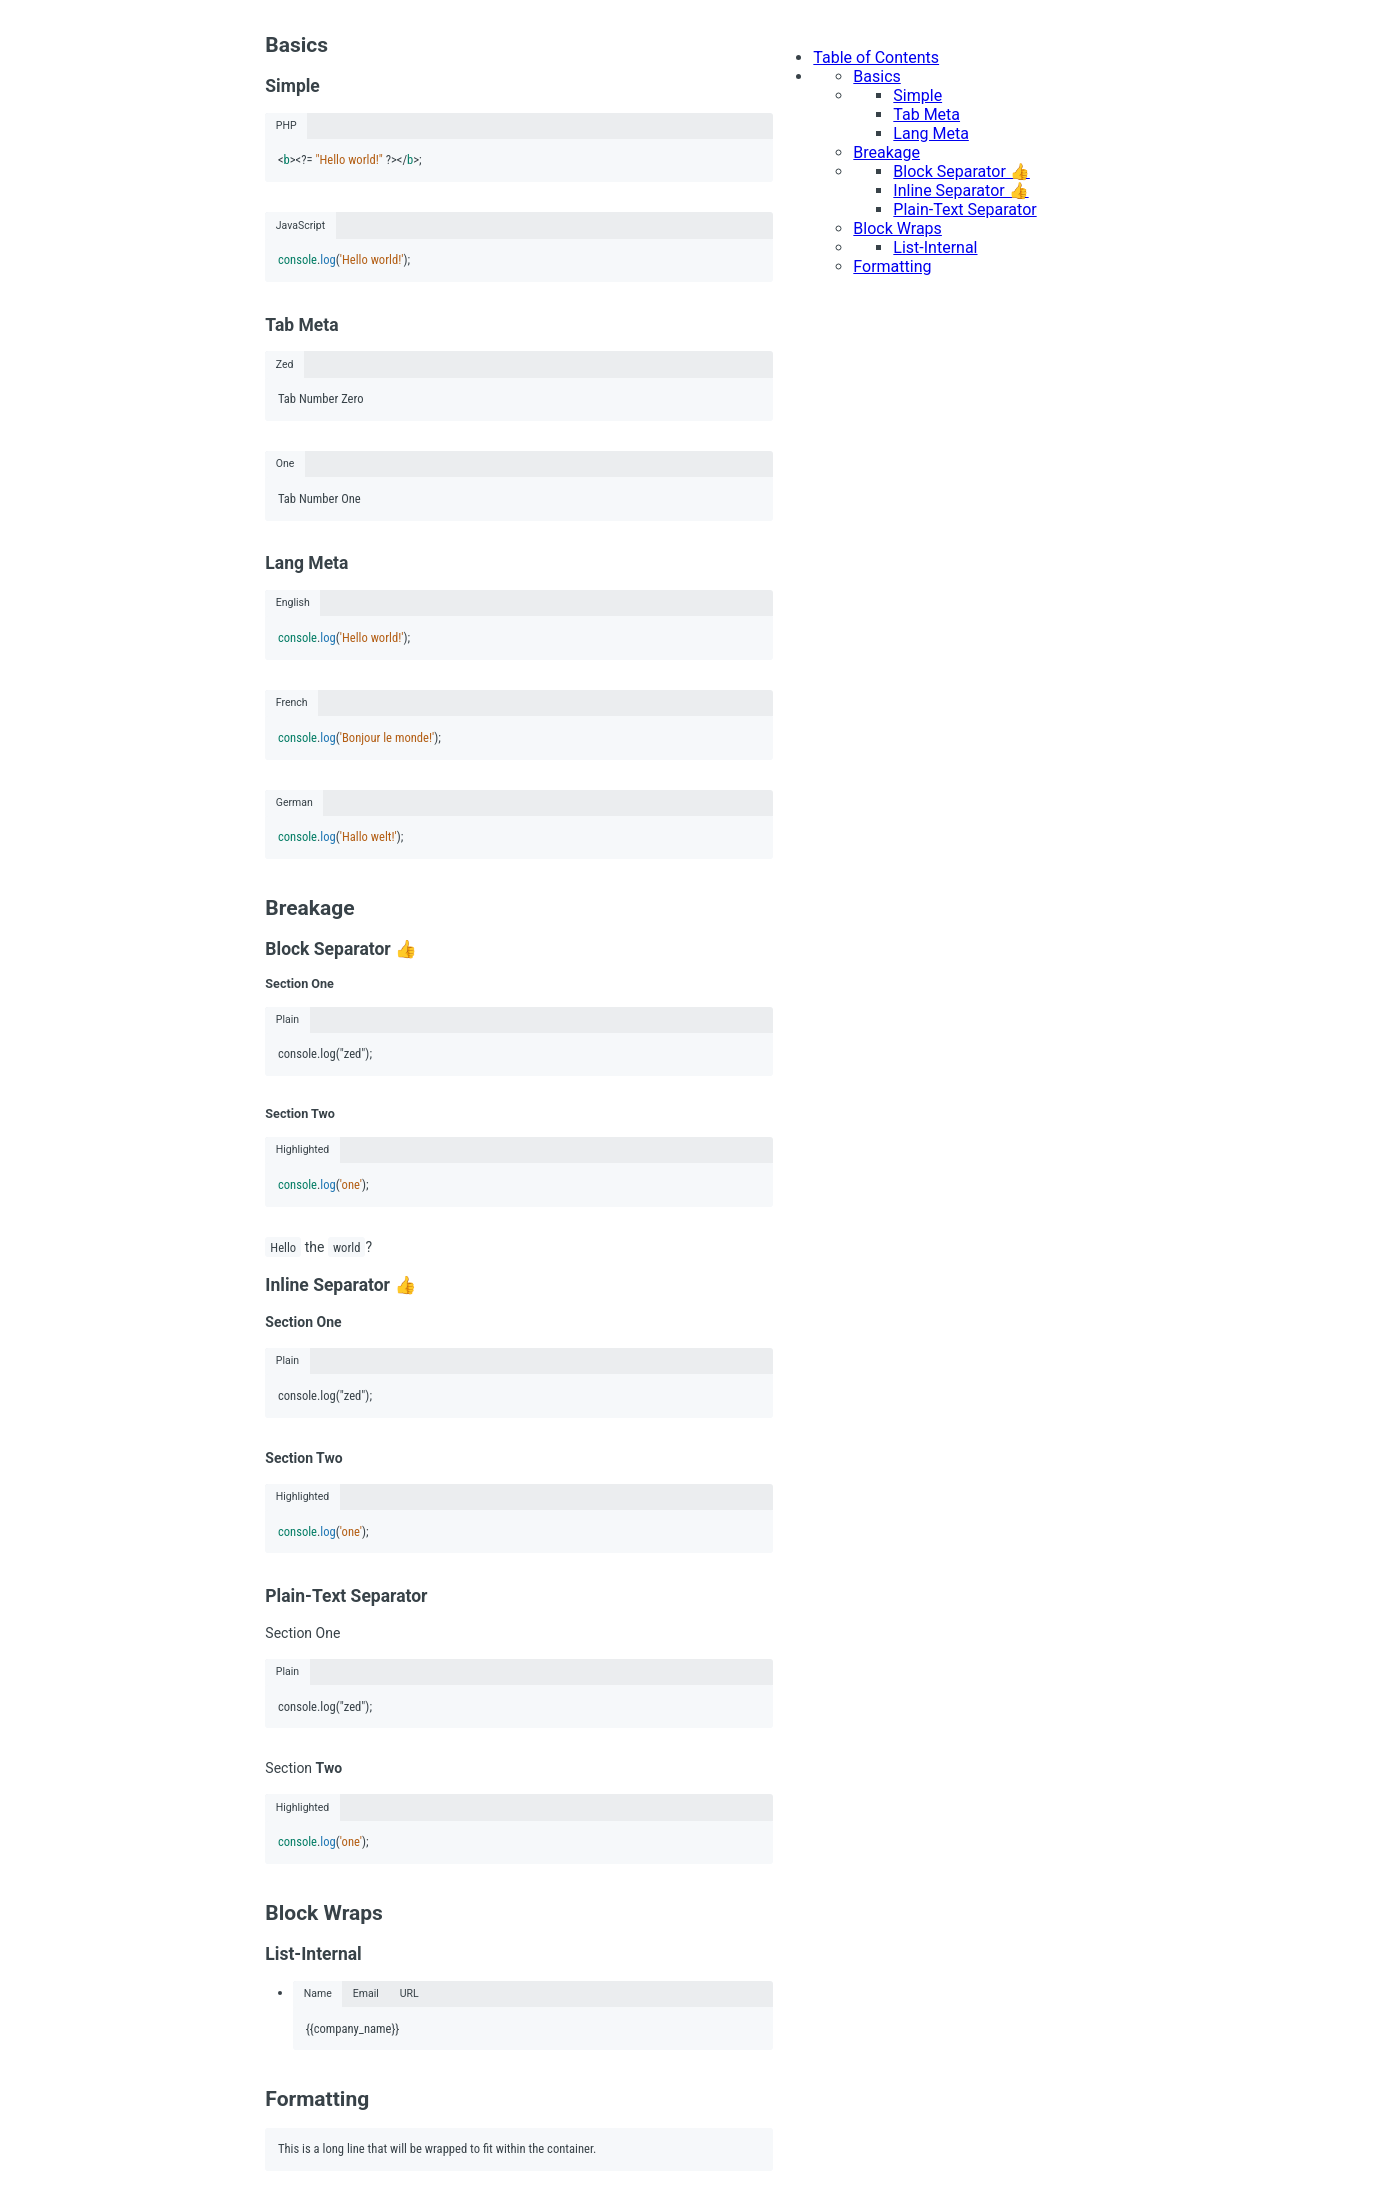 Basics
Simple
PHP
<b><?= "Hello world!" ?></b>;
JavaScript
console.log('Hello world!');
Tab Meta
Zed
Tab Number Zero
One
Tab Number One
Lang Meta
English
console.log('Hello world!');
French
console.log('Bonjour le monde!');
German
console.log('Hallo welt!');
Breakage
Block Separator 👍
Section One
Plain
console.log("zed");
Section Two
Highlighted
console.log('one');
Hello the world ?
Inline Separator 👍
Section One
Plain
console.log("zed");
Section Two
Highlighted
console.log('one');
Plain-Text Separator
Section One
Plain
console.log("zed");
Section Two
Highlighted
console.log('one');
Block Wraps
List-Internal
Name Email URL
{{company_name}}
Formatting
This is a long line that will be wrapped to fit within the container.
Table of Contents
Basics
Simple
Tab Meta
Lang Meta
Breakage
Block Separator 👍
Inline Separator 👍
Plain-Text Separator
Block Wraps
List-Internal
Formatting